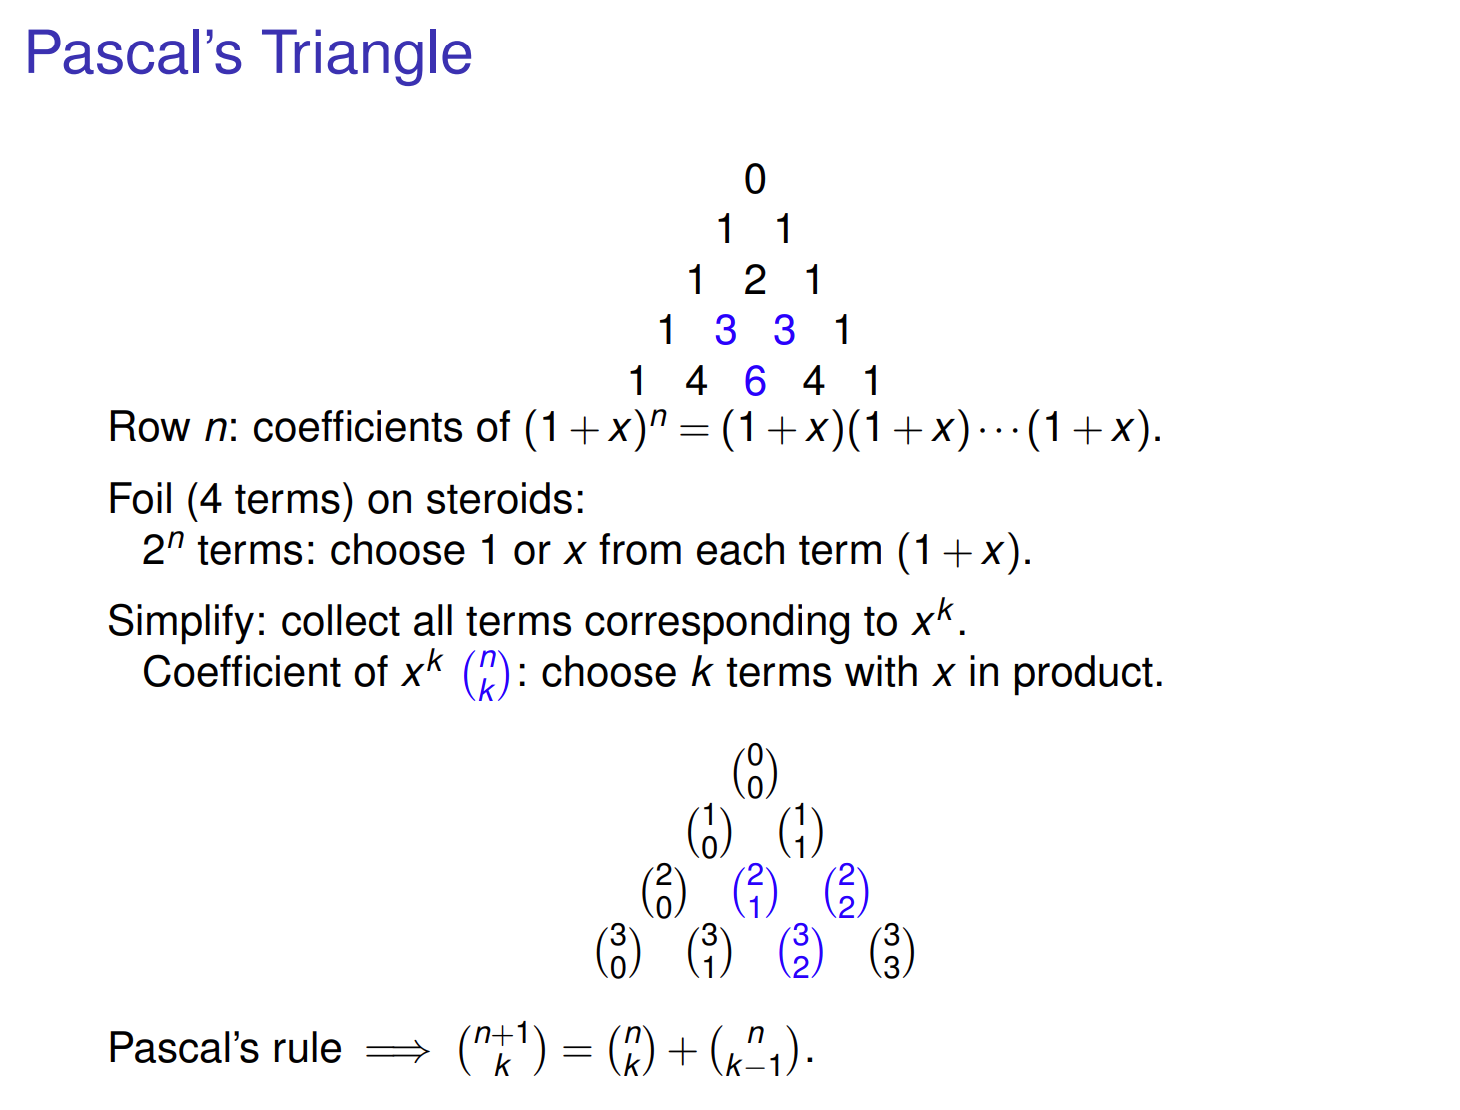 Pascal's Triangle
0
1 1
1 2 1
1 3 3 1
1 4 6 4 1
Row n: coefficients of (1 + x)ⁿ = (1 + x)(1 + x)⋯(1 + x).
Foil (4 terms) on steroids:
2ⁿ terms: choose 1 or x from each term (1 + x).
Simplify: collect all terms corresponding to xᵏ.
Coefficient of xᵏ \binom{n}{k}: choose k terms with x in product.
\binom{0}{0}
\binom{1}{0} \binom{1}{1}
\binom{2}{0} \binom{2}{1} \binom{2}{2}
\binom{3}{0} \binom{3}{1} \binom{3}{2} \binom{3}{3}
Pascal's rule ⟹ \binom{n+1}{k} = \binom{n}{k} + \binom{n}{k−1}.